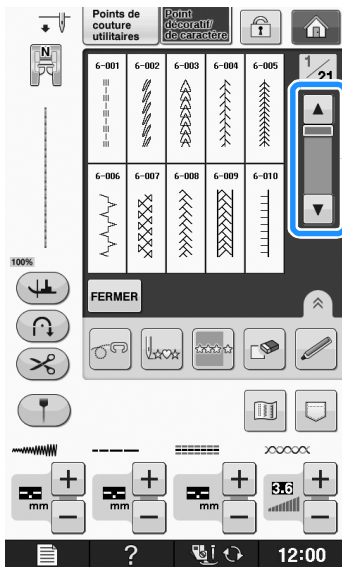 Points de
couture
utilitaires
Point
décoratif/
de caractère
N
6-001 6-002 6-003 6-004 6-005
1/21
6-006 6-007 6-008 6-009 6-010
100%
FERMER
mm mm mm 3.6
? 12:00